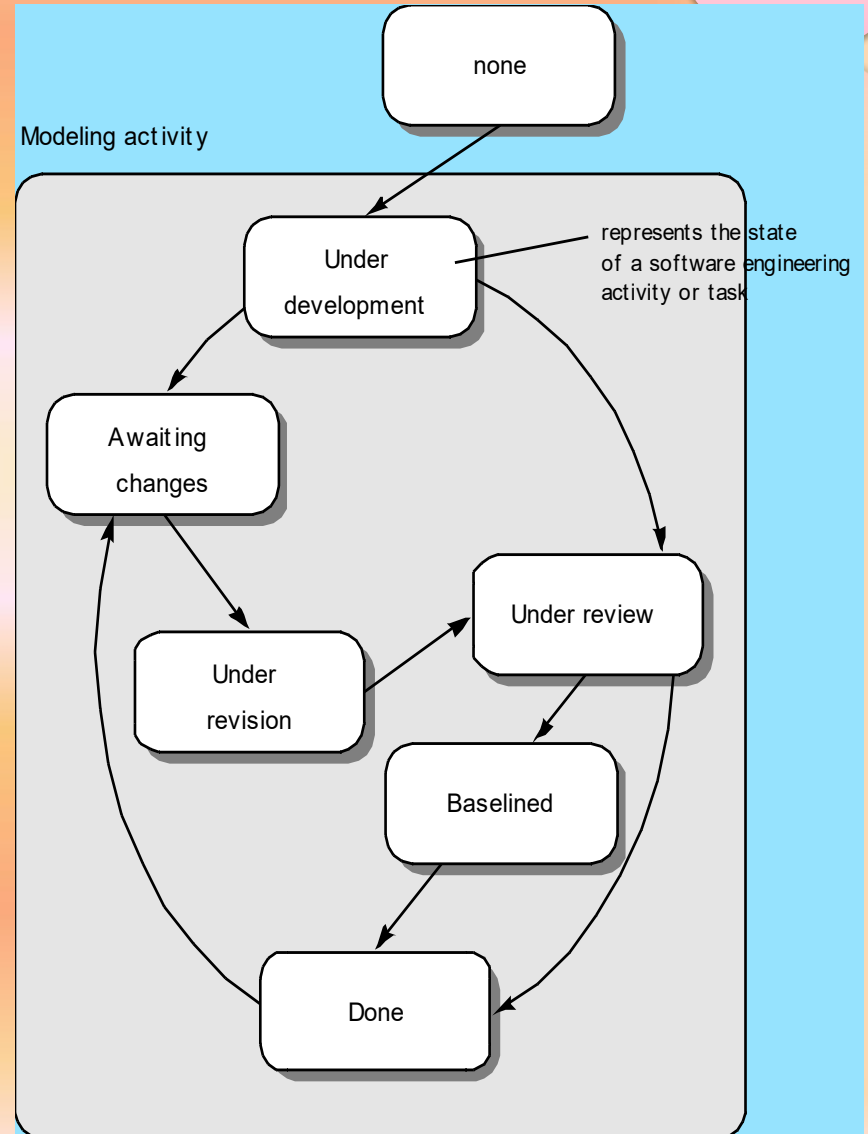 none
Modeling activity
represents the state
of a software engineering
activity or task
Under
development
Awaiting
changes
Under review
Under
revision
Baselined
Done